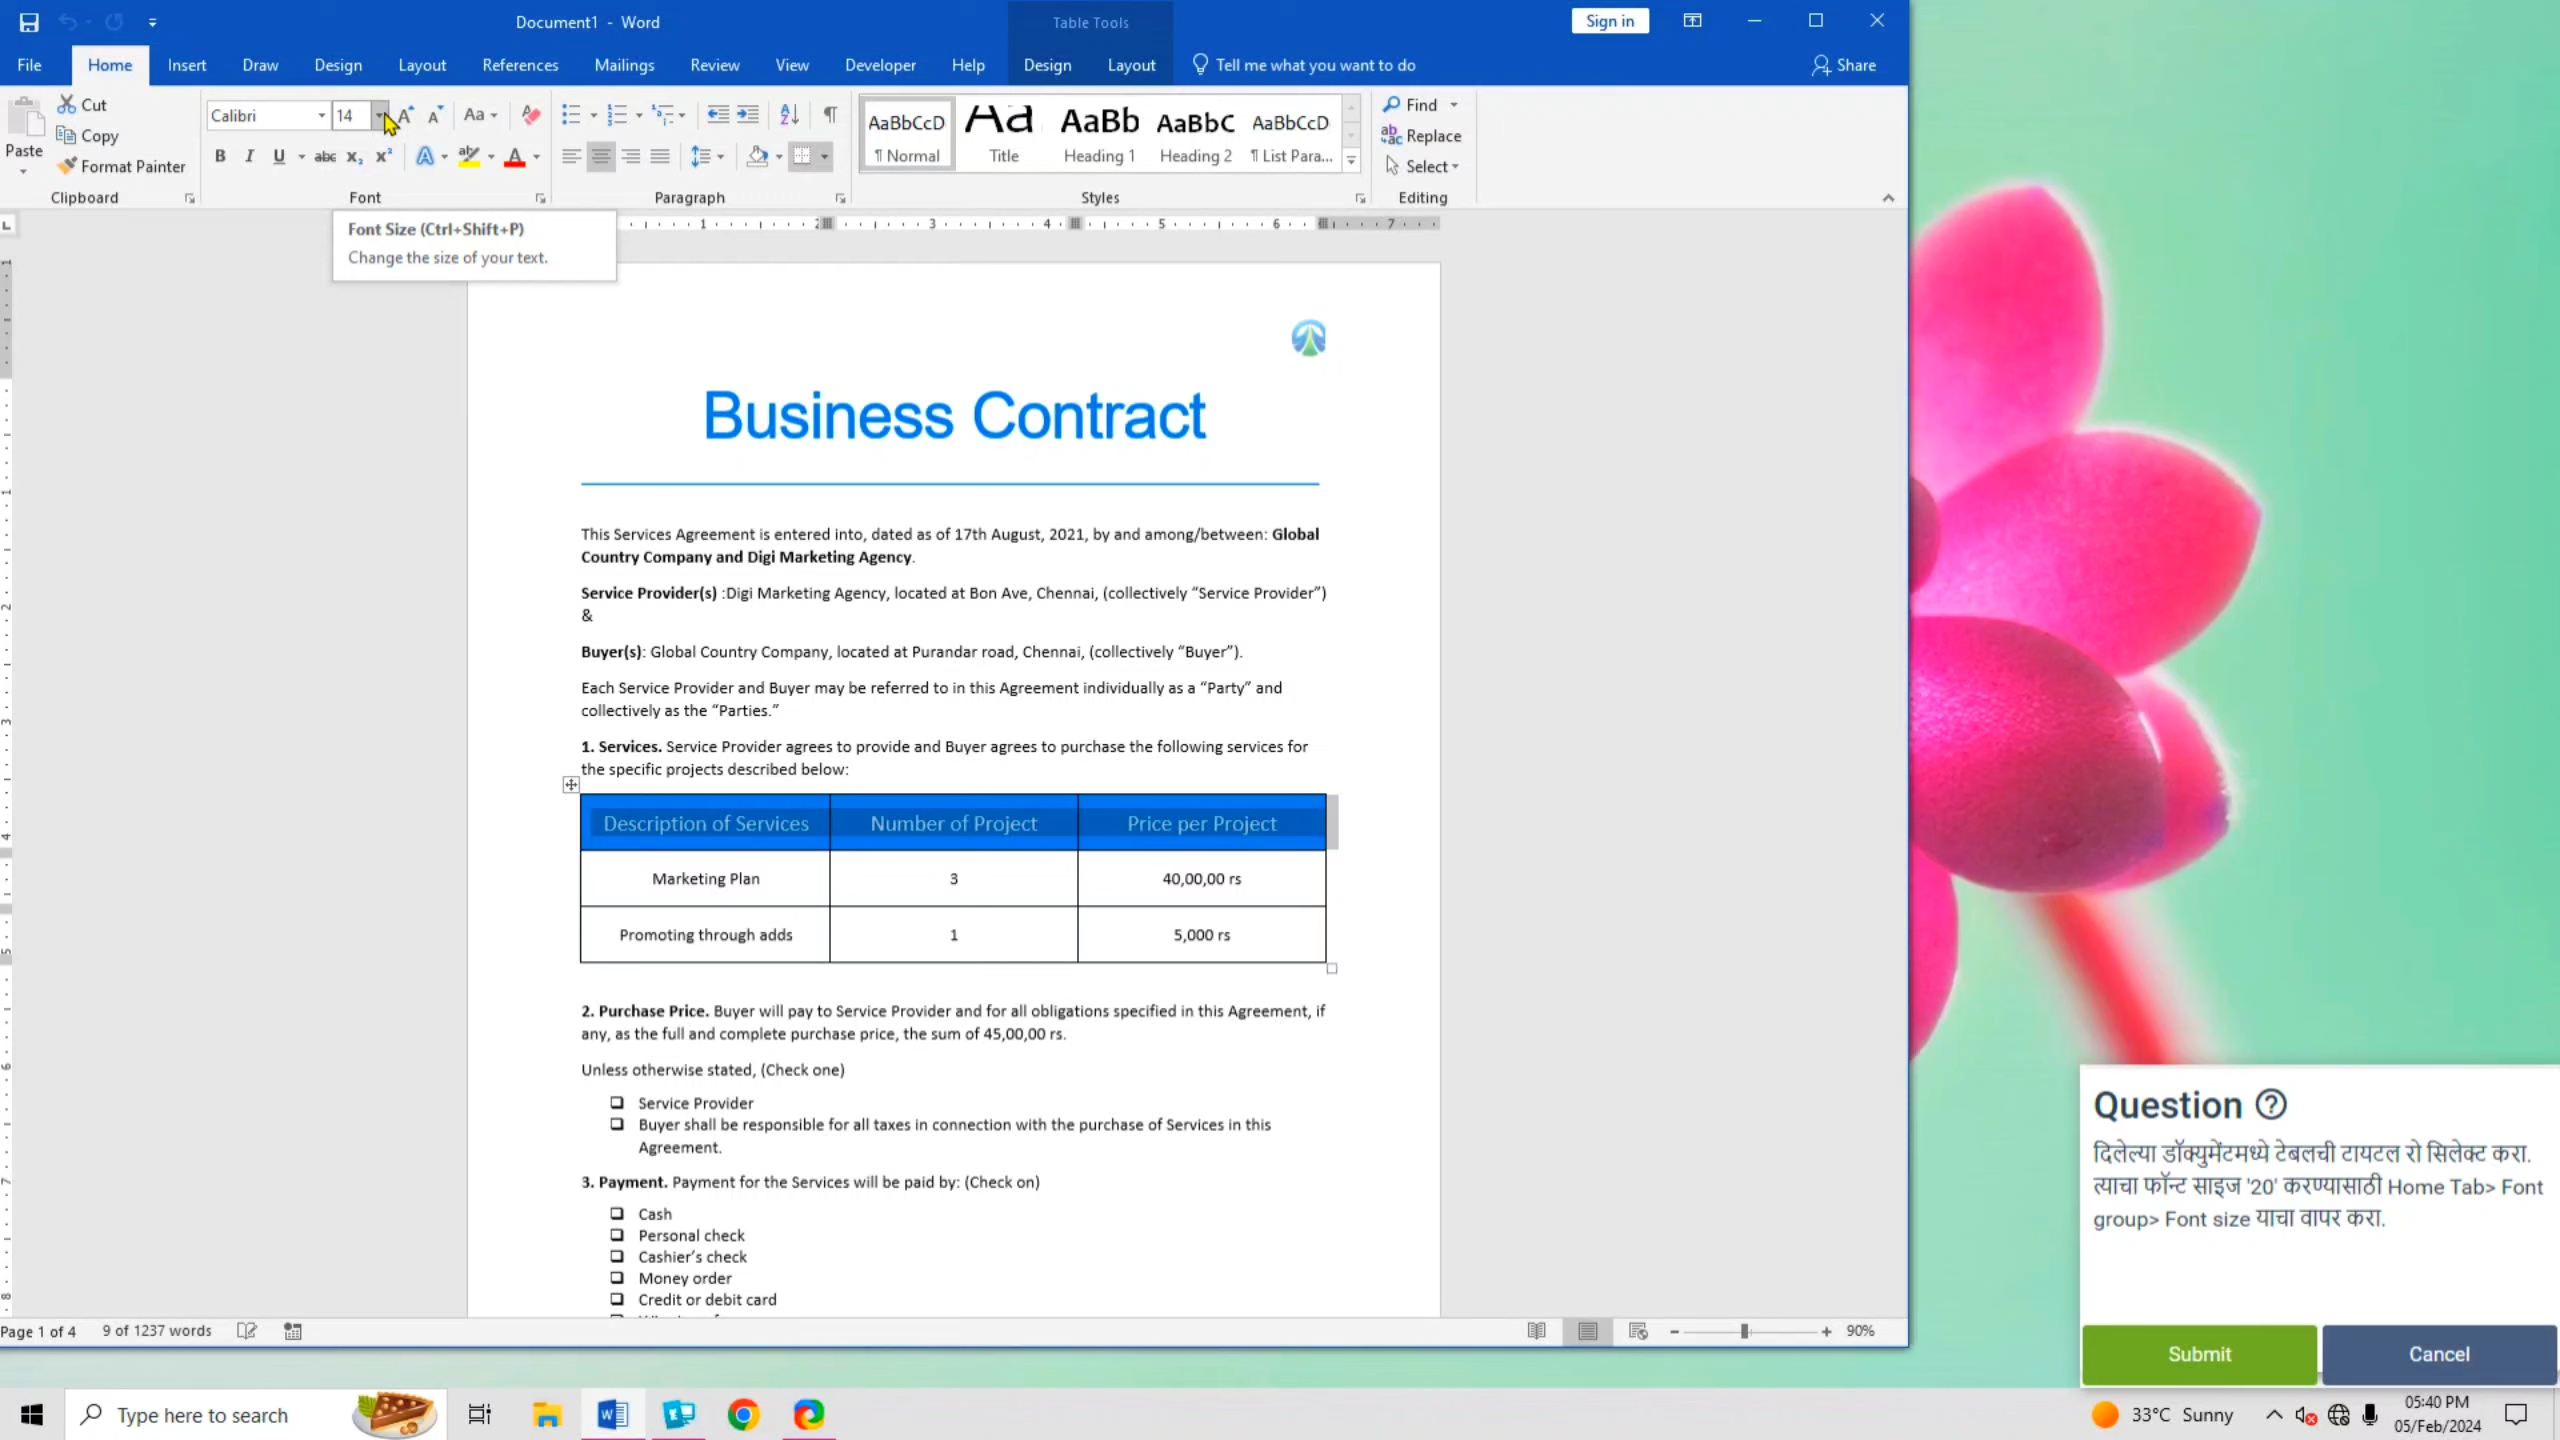 Document1 - Word
Table Tools
Sign in
File
Home
Insert
Draw
Design
Layout
References
Mailings
Review
View
Developer
Help
Design
Layout
Tell me what you want to do
Share
Paste
Cut
Copy
Format Painter
Clipboard
Calibri
14
Font
Paragraph
AaBbCcD
¶ Normal
Title
AaBb
Heading 1
AaBbC
Heading 2
AaBbCcD
¶ List Para...
Styles
Find
Replace
Select
Editing
Font Size (Ctrl+Shift+P)
Change the size of your text.
Business Contract
This Services Agreement is entered into, dated as of 17th August, 2021, by and among/between: Global
Country Company and Digi Marketing Agency.
Service Provider(s) :Digi Marketing Agency, located at Bon Ave, Chennai, (collectively “Service Provider”)
&
Buyer(s): Global Country Company, located at Purandar road, Chennai, (collectively “Buyer”).
Each Service Provider and Buyer may be referred to in this Agreement individually as a “Party” and
collectively as the “Parties.”
1. Services. Service Provider agrees to provide and Buyer agrees to purchase the following services for
the specific projects described below:
Description of Services Number of Project Price per Project
Marketing Plan 3 40,00,00 rs
Promoting through adds 1 5,000 rs
2. Purchase Price. Buyer will pay to Service Provider and for all obligations specified in this Agreement, if
any, as the full and complete purchase price, the sum of 45,00,00 rs.
Unless otherwise stated, (Check one)
Service Provider
Buyer shall be responsible for all taxes in connection with the purchase of Services in this
Agreement.
3. Payment. Payment for the Services will be paid by: (Check on)
Cash
Personal check
Cashier’s check
Money order
Credit or debit card
Page 1 of 4
9 of 1237 words
90%
Question
दिलेल्या डॉक्युमेंटमध्ये टेबलची टायटल रो सिलेक्ट करा.
त्याचा फॉन्ट साइज '20' करण्यासाठी Home Tab> Font
group> Font size याचा वापर करा.
Submit
Cancel
Type here to search
33°C Sunny
05:40 PM
05/Feb/2024